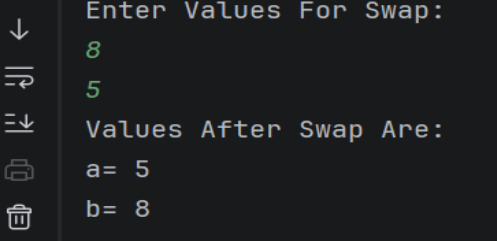 Enter Values For Swap:
8
5
Values After Swap Are:
a= 5
b= 8